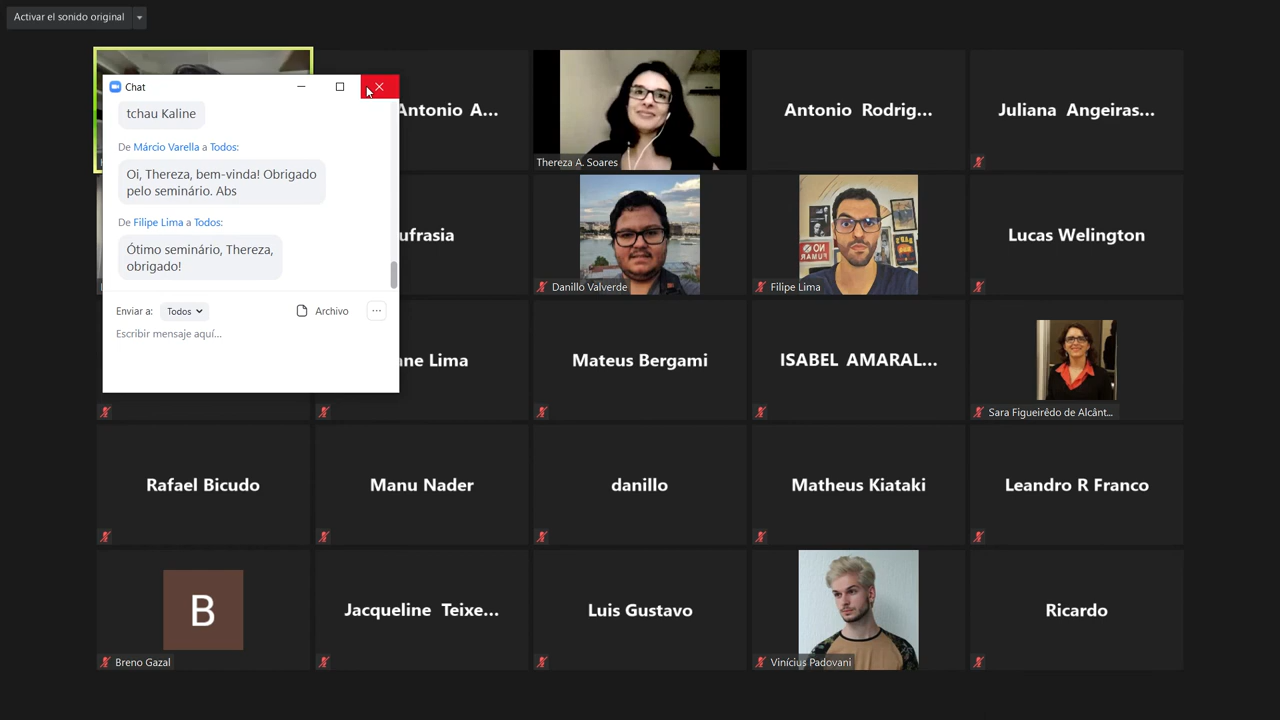 Activar el sonido original
Chat
tchau Kaline
De Márcio Varella a Todos:
Oi, Thereza, bem-vinda! Obrigado
pelo seminário. Abs
De Filipe Lima a Todos:
Ótimo seminário, Thereza,
obrigado!
Enviar a: Todos
Archivo
Escribir mensaje aquí...
Antonio A...
Thereza A. Soares
Antonio Rodrig...
Juliana Angeiras...
ufrasia
Danillo Valverde
Filipe Lima
NO
FUMAR
Lucas Welington
ne Lima
Mateus Bergami
ISABEL AMARAL...
Sara Figueirêdo de Alcânt...
Rafael Bicudo
Manu Nader
danillo
Matheus Kiataki
Leandro R Franco
B
Breno Gazal
Jacqueline Teixe...
Luis Gustavo
Vinícius Padovani
Ricardo